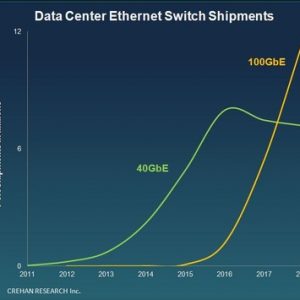 Data Center Ethernet Switch Shipments
12
100GbE
6
40GbE
0
2011 2012 2013 2014 2015 2016 2017
CREHAN RESEARCH Inc.